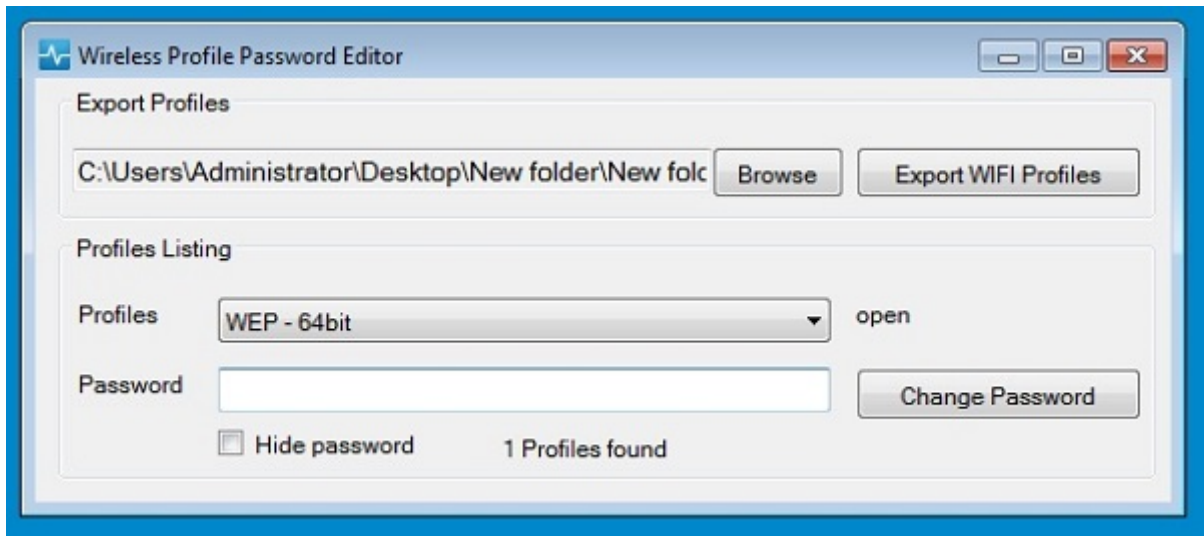 Wireless Profile Password Editor
Export Profiles
C:\Users\Administrator\Desktop\New folder\New folc Browse Export WIFI Profiles
Profiles Listing
Profiles WEP - 64bit open
Password Change Password
Hide password 1 Profiles found